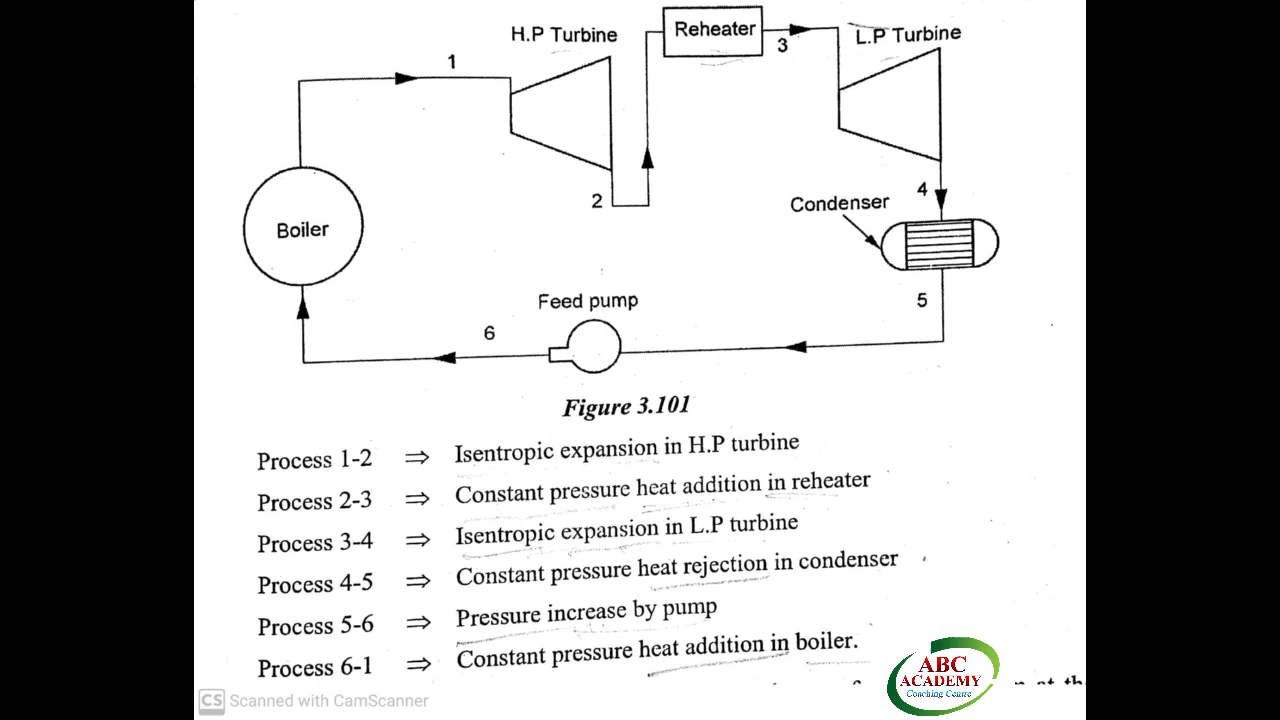 H.P Turbine
Reheater
L.P Turbine
1
3
2
4
Condenser
Boiler
5
Feed pump
6
Figure 3.101
Process 1-2 ⇒ Isentropic expansion in H.P turbine
Process 2-3 ⇒ Constant pressure heat addition in reheater
Process 3-4 ⇒ Isentropic expansion in L.P turbine
Process 4-5 ⇒ Constant pressure heat rejection in condenser
Process 5-6 ⇒ Pressure increase by pump
Process 6-1 ⇒ Constant pressure heat addition in boiler.
ABC
ACADEMY
Coaching Centre
CS Scanned with CamScanner